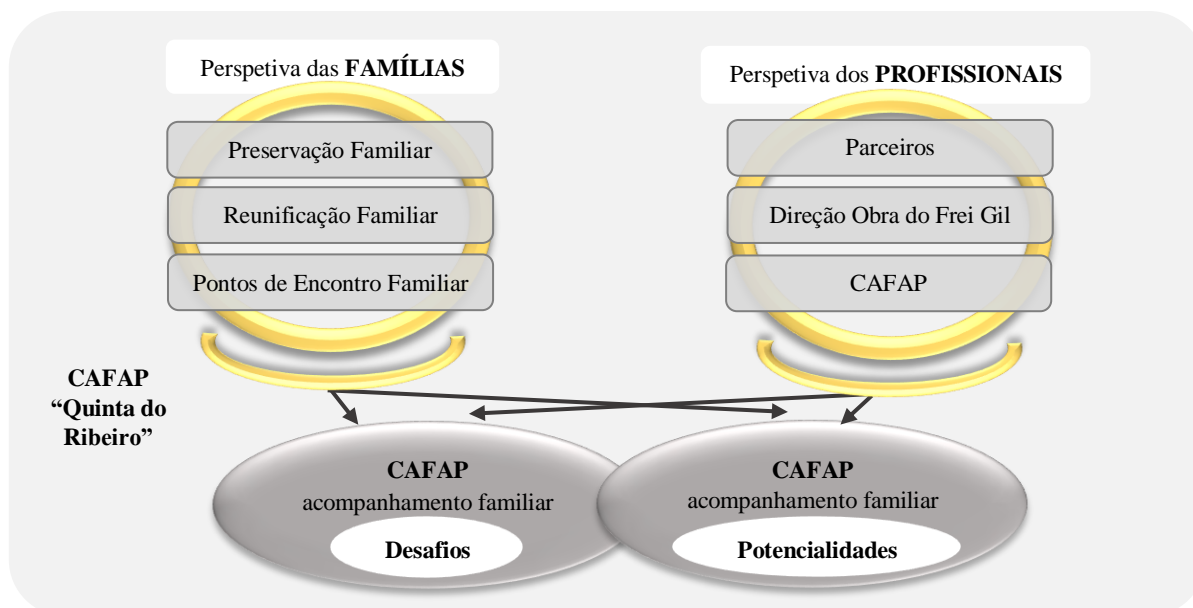 Perspetiva das FAMÍLIAS
Preservação Familiar
Reunificação Familiar
Pontos de Encontro Familiar
Perspetiva dos PROFISSIONAIS
Parceiros
Direção Obra do Frei Gil
CAFAP
CAFAP
“Quinta do
Ribeiro”
CAFAP
acompanhamento familiar
Desafios
CAFAP
acompanhamento familiar
Potencialidades